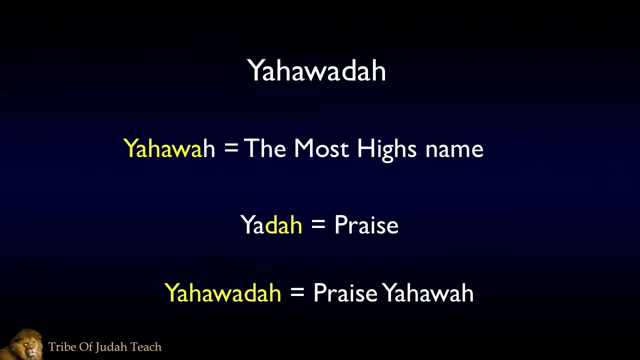 Yahawadah
Yahawah = The Most Highs name
Yadah = Praise
Yahawadah = Praise Yahawah
Tribe Of Judah Teach